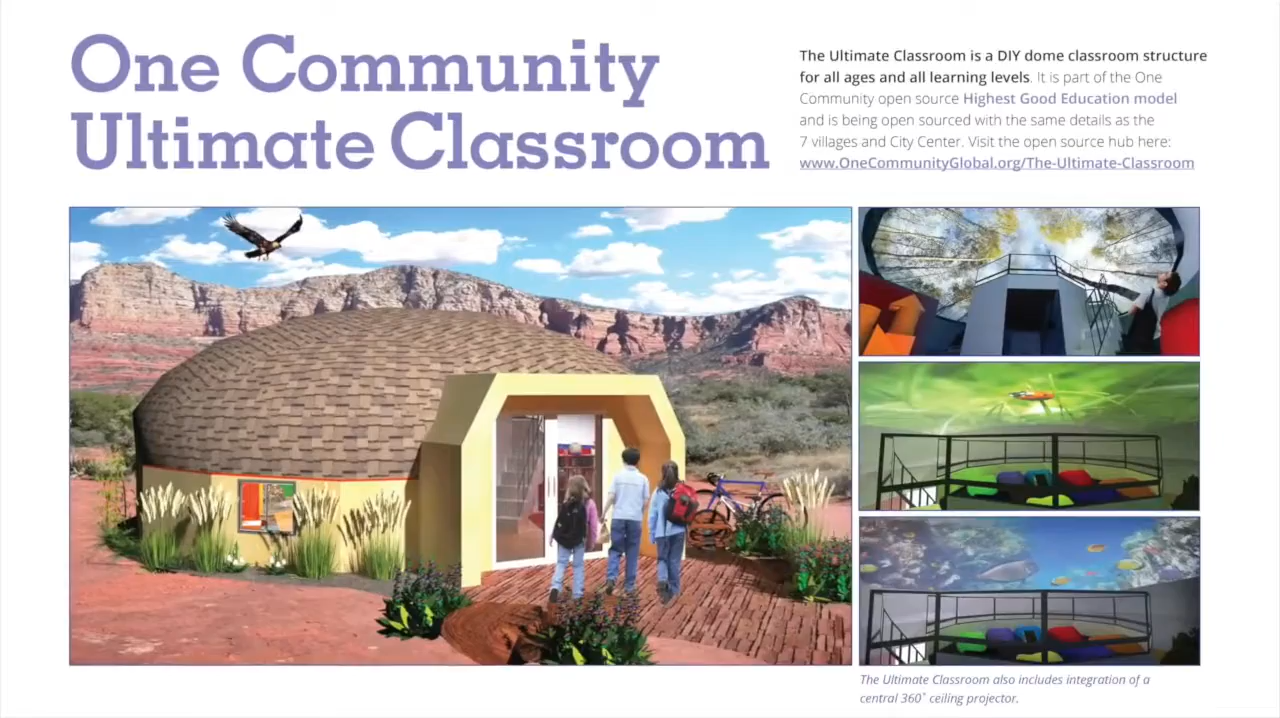 One Community
Ultimate Classroom
The Ultimate Classroom is a DIY dome classroom structure
for all ages and all learning levels. It is part of the One
Community open source Highest Good Education model
and is being open sourced with the same details as the
7 villages and City Center. Visit the open source hub here:
www.OneCommunityGlobal.org/The-Ultimate-Classroom
The Ultimate Classroom also includes integration of a
central 360˚ ceiling projector.